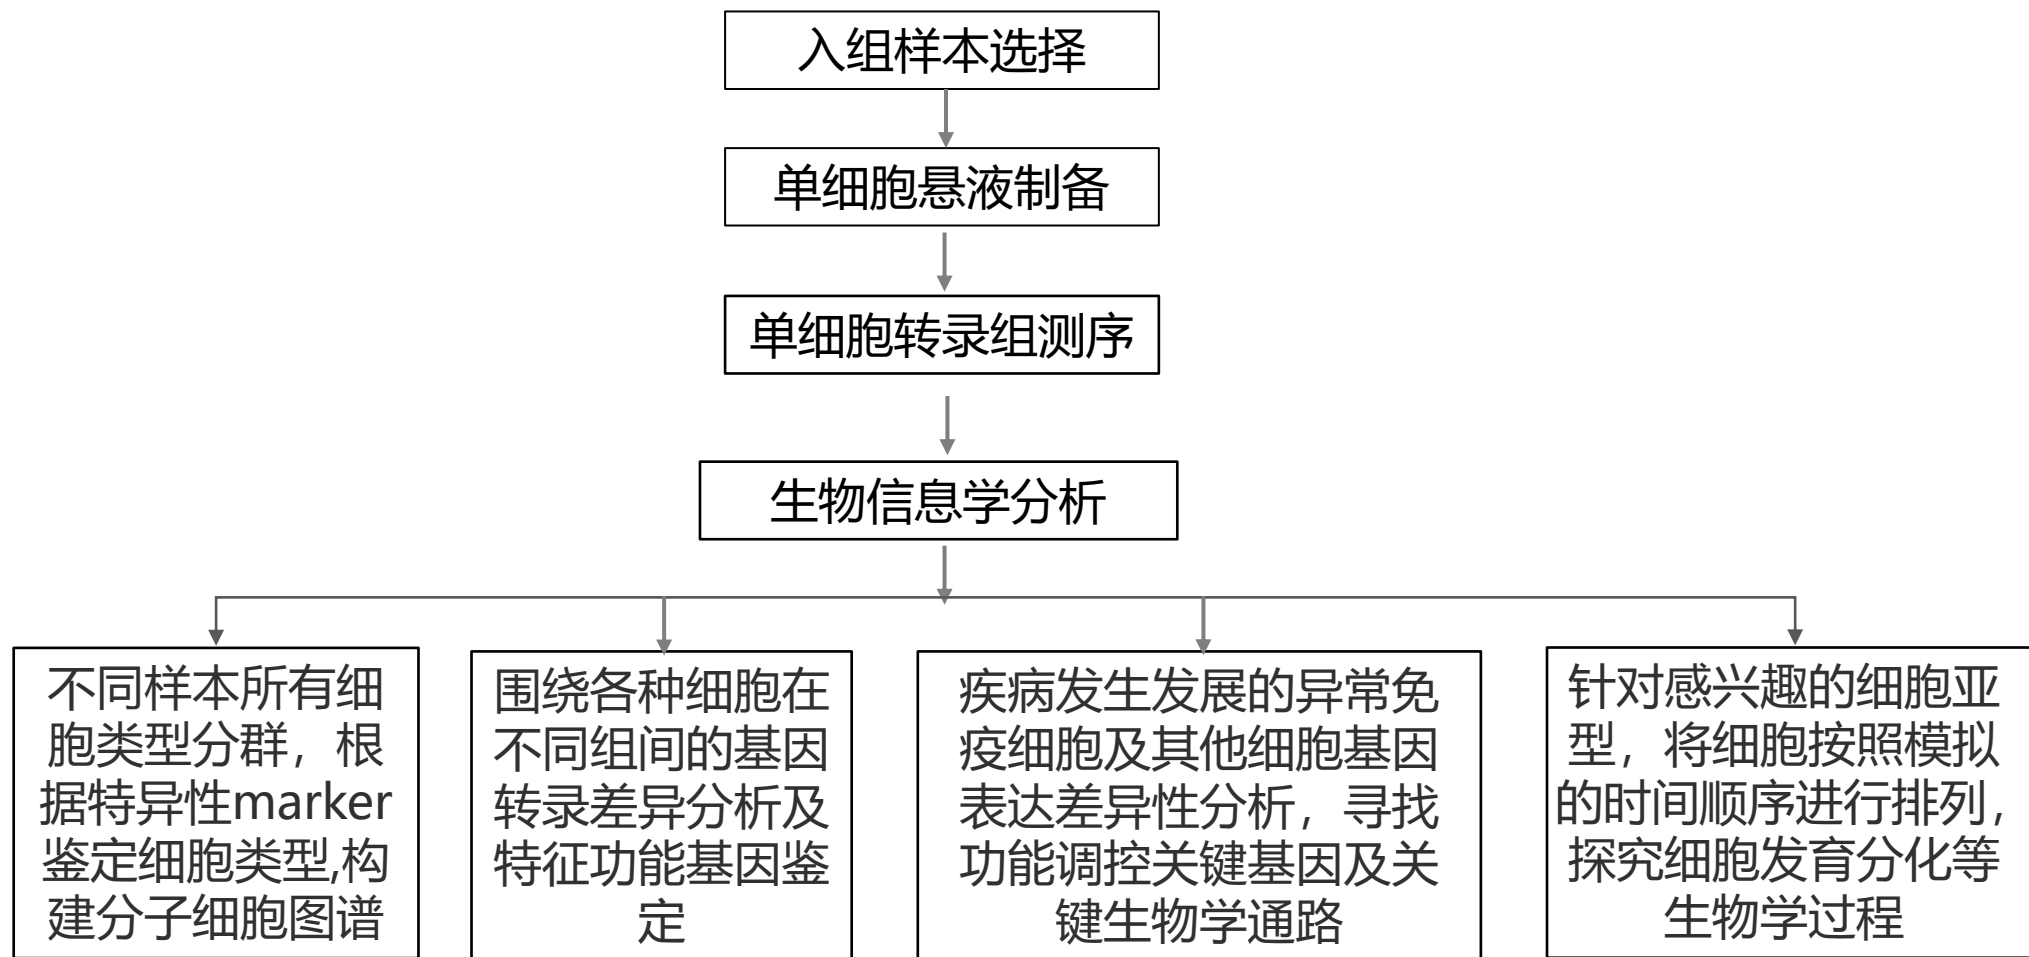 入组样本选择
单细胞悬液制备
单细胞转录组测序
生物信息学分析
不同样本所有细
胞类型分群，根
据特异性marker
鉴定细胞类型,构
建分子细胞图谱
围绕各种细胞在
不同组间的基因
转录差异分析及
特征功能基因鉴
定
疾病发生发展的异常免
疫细胞及其他细胞基因
表达差异性分析，寻找
功能调控关键基因及关
键生物学通路
针对感兴趣的细胞亚
型，将细胞按照模拟
的时间顺序进行排列，
探究细胞发育分化等
生物学过程